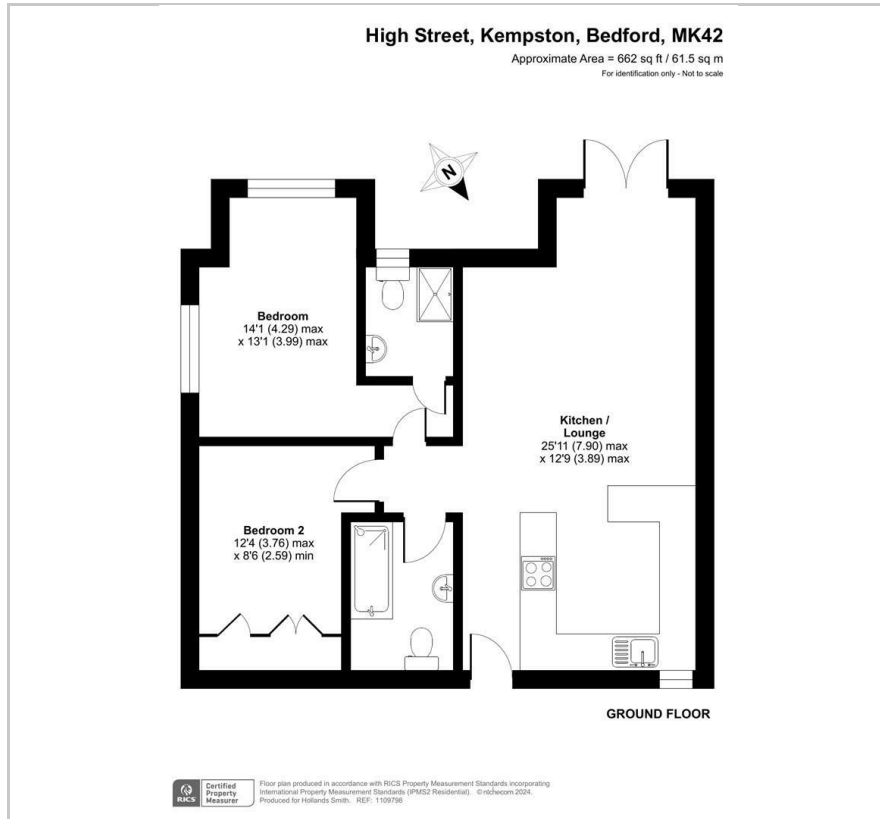 High Street, Kempston, Bedford, MK42
Approximate Area = 662 sq ft / 61.5 sq m
For identification only - Not to scale
N
Bedroom
14'1 (4.29) max
x 13'1 (3.99) max
Kitchen /
Lounge
25'11 (7.90) max
x 12'9 (3.89) max
Bedroom 2
12'4 (3.76) max
x 8'6 (2.59) min
GROUND FLOOR
RICS
Certified
Property
Measurer
Floor plan produced in accordance with RICS Property Measurement Standards incorporating
International Property Measurement Standards (IPMS2 Residential). © nichecom 2024.
Produced for Hollands Smith. REF: 1109798